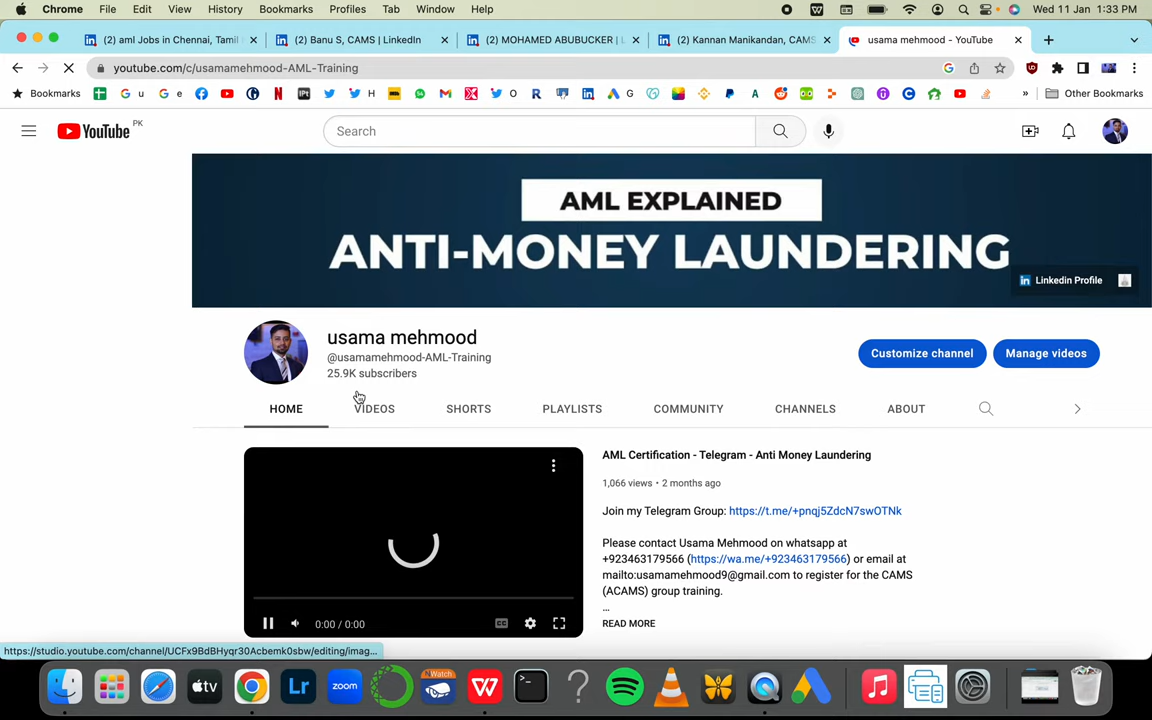 Chrome File Edit View History Bookmarks Profiles Tab Window Help Wed 11 Jan 1:33 PM
(2) aml Jobs in Chennai, Tamil (2) Banu S, CAMS | LinkedIn (2) MOHAMED ABUBUCKER | L (2) Kannan Manikandan, CAMS usama mehmood - YouTube
youtube.com/c/usamamehmood-AML-Training
Bookmarks u e H O R G Other Bookmarks
YouTube PK
Search
AML EXPLAINED
ANTI-MONEY LAUNDERING
Linkedin Profile
usama mehmood
@usamamehmood-AML-Training
25.9K subscribers
Customize channel Manage videos
HOME VIDEOS SHORTS PLAYLISTS COMMUNITY CHANNELS ABOUT
AML Certification - Telegram - Anti Money Laundering
1,066 views • 2 months ago
Join my Telegram Group: https://t.me/+pnqj5ZdcN7swOTNk
Please contact Usama Mehmood on whatsapp at
+923463179566 (https://wa.me/+923463179566) or email at
mailto:usamamehmood9@gmail.com to register for the CAMS
(ACAMS) group training.
...
READ MORE
0:00 / 0:00
https://studio.youtube.com/channel/UCFx9BdBHyqr30Acbemk0sbw/editing/imag...
tv Lr zoom Watch